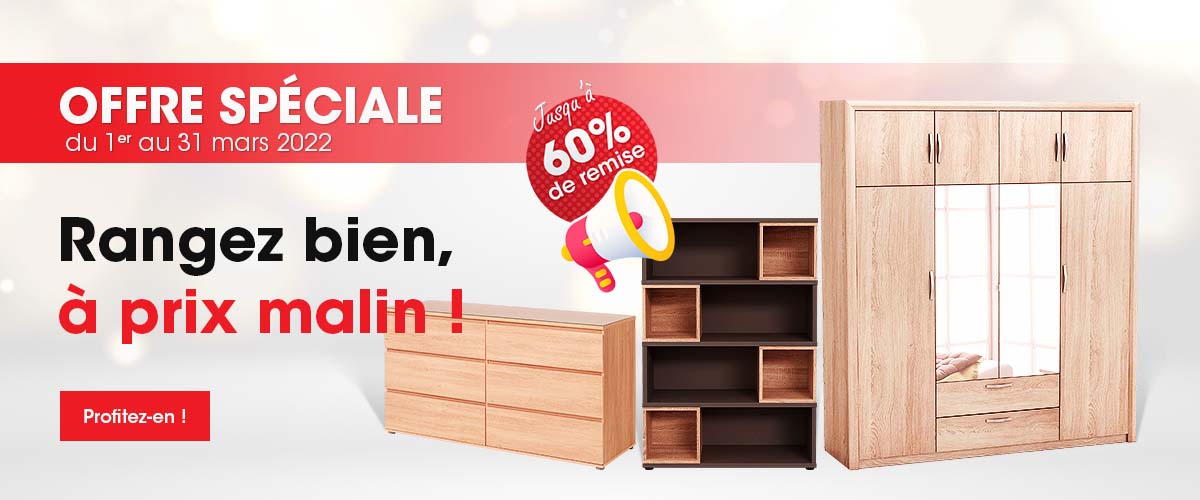 OFFRE SPÉCIALE
du 1er au 31 mars 2022
Jusqu'à
60%
de remise
Rangez bien,
à prix malin !
Profitez-en !